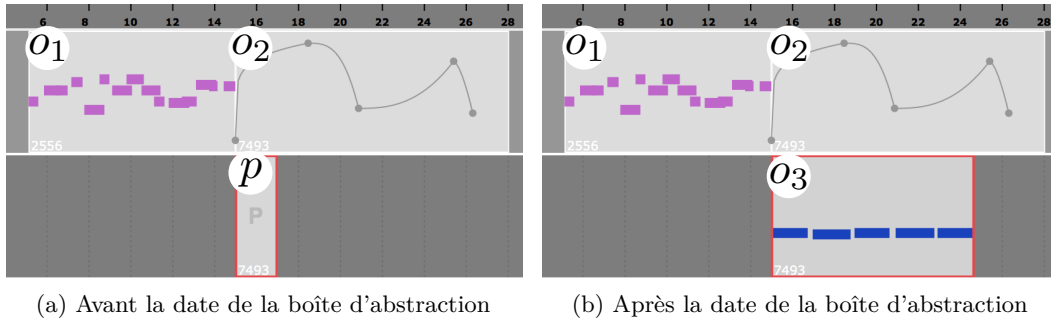 4 6 8 10 12 14 16 18 20 22 24 26 28
o1 o2
2556 7493
p
P
7493
(a) Avant la date de la boîte d'abstraction
6 8 10 12 14 16 18 20 22 24 26 28
o1 o2
2556 7493
o3
7493
(b) Après la date de la boîte d'abstraction